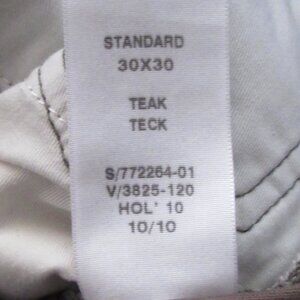 STANDARD
30X30
TEAK
TECK
S/772264-01
V/3825-120
HOL' 10
10/10